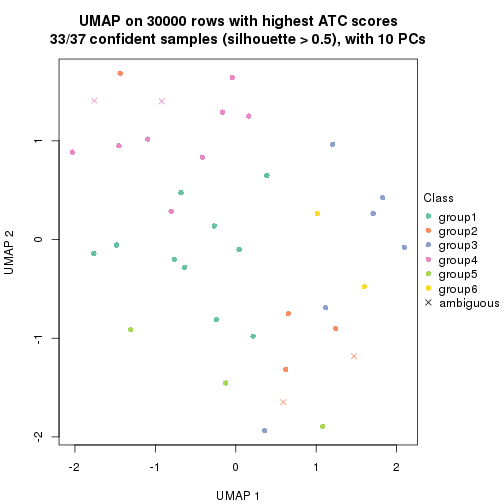 UMAP on 30000 rows with highest ATC scores
33/37 confident samples (silhouette > 0.5), with 10 PCs
UMAP 2
1
0
-1
-2
-2
-1
0
1
2
UMAP 1
Class
group1
group2
group3
group4
group5
group6
ambiguous